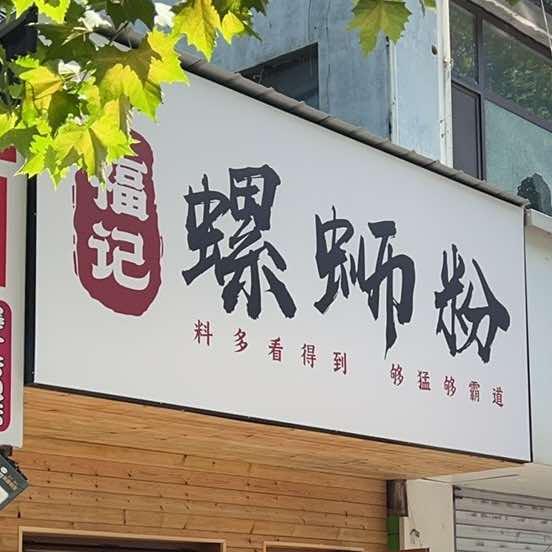 福记
螺蛳粉
料多看得到 够猛够霸道